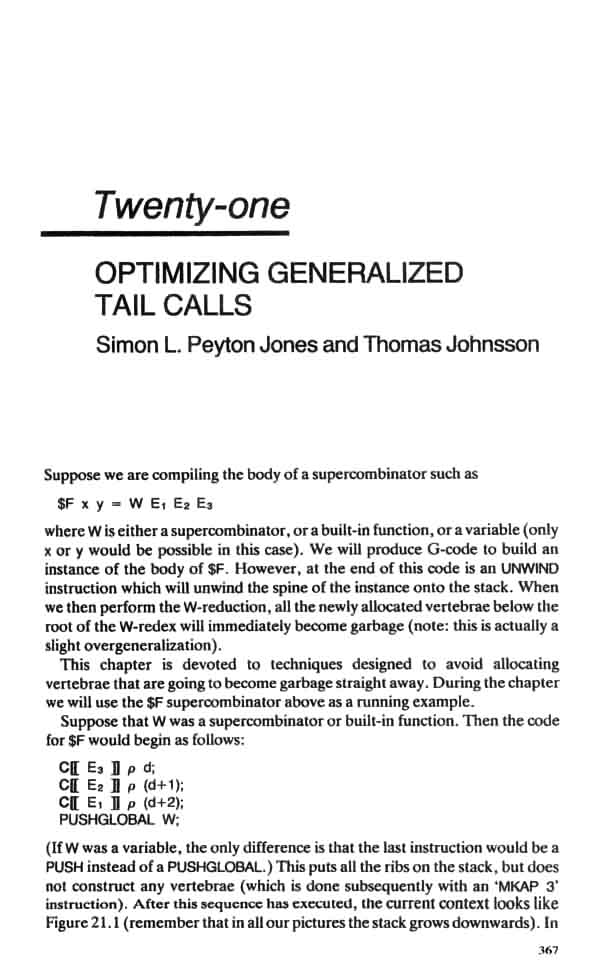 Twenty-one
OPTIMIZING GENERALIZED
TAIL CALLS
Simon L. Peyton Jones and Thomas Johnsson
Suppose we are compiling the body of a supercombinator such as
$F x y = W E₁ E₂ E₃
where W is either a supercombinator, or a built-in function, or a variable (only
x or y would be possible in this case). We will produce G-code to build an
instance of the body of $F. However, at the end of this code is an UNWIND
instruction which will unwind the spine of the instance onto the stack. When
we then perform the W-reduction, all the newly allocated vertebrae below the
root of the W-redex will immediately become garbage (note: this is actually a
slight overgeneralization).
This chapter is devoted to techniques designed to avoid allocating
vertebrae that are going to become garbage straight away. During the chapter
we will use the $F supercombinator above as a running example.
Suppose that W was a supercombinator or built-in function. Then the code
for $F would begin as follows:
C⟦ E₃ ⟧ ρ d;
C⟦ E₂ ⟧ ρ (d+1);
C⟦ E₁ ⟧ ρ (d+2);
PUSHGLOBAL W;
(If W was a variable, the only difference is that the last instruction would be a
PUSH instead of a PUSHGLOBAL.) This puts all the ribs on the stack, but does
not construct any vertebrae (which is done subsequently with an 'MKAP 3'
instruction). After this sequence has executed, the current context looks like
Figure 21.1 (remember that in all our pictures the stack grows downwards). In
367